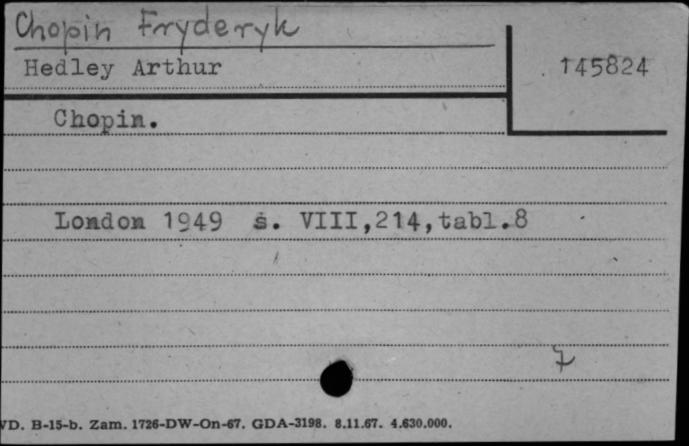 Chopin Fryderyk
Hedley Arthur
145824
Chopin.
London 1949 s. VIII,214,tabl.8
VD. B-15-b. Zam. 1726-DW-On-67. GDA-3198. 8.11.67. 4.630.000.